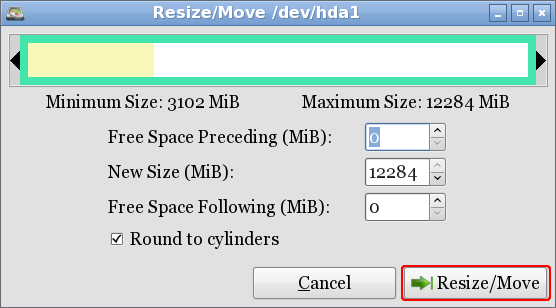 Resize/Move /dev/hda1
Minimum Size: 3102 MiB Maximum Size: 12284 MiB
Free Space Preceding (MiB): 0
New Size (MiB): 12284
Free Space Following (MiB): 0
Round to cylinders
Cancel Resize/Move